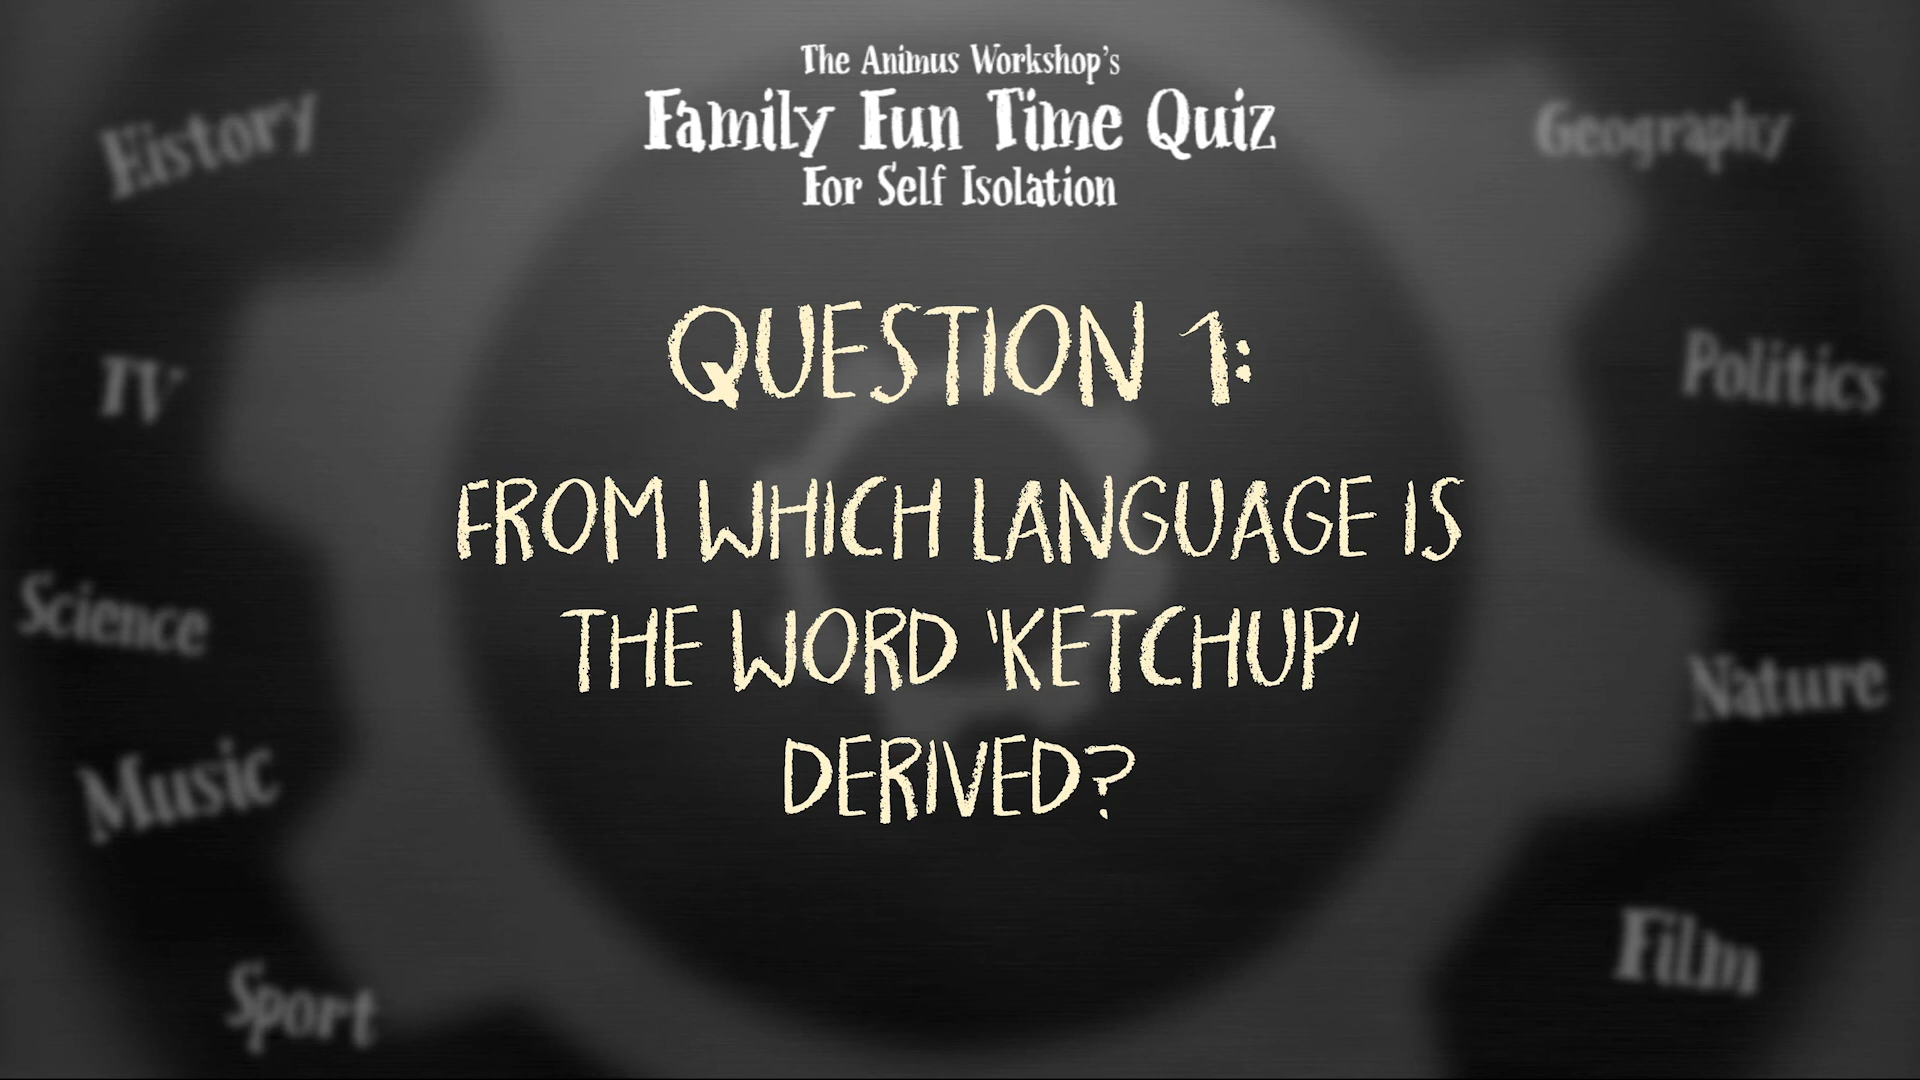 The Animus Workshop's
Family Fun Time Quiz
For Self Isolation
History
Geography
QUESTION 1:
TV
Politics
FROM WHICH LANGUAGE IS
THE WORD 'KETCHUP'
DERIVED?
Science
Nature
Music
Film
Sport